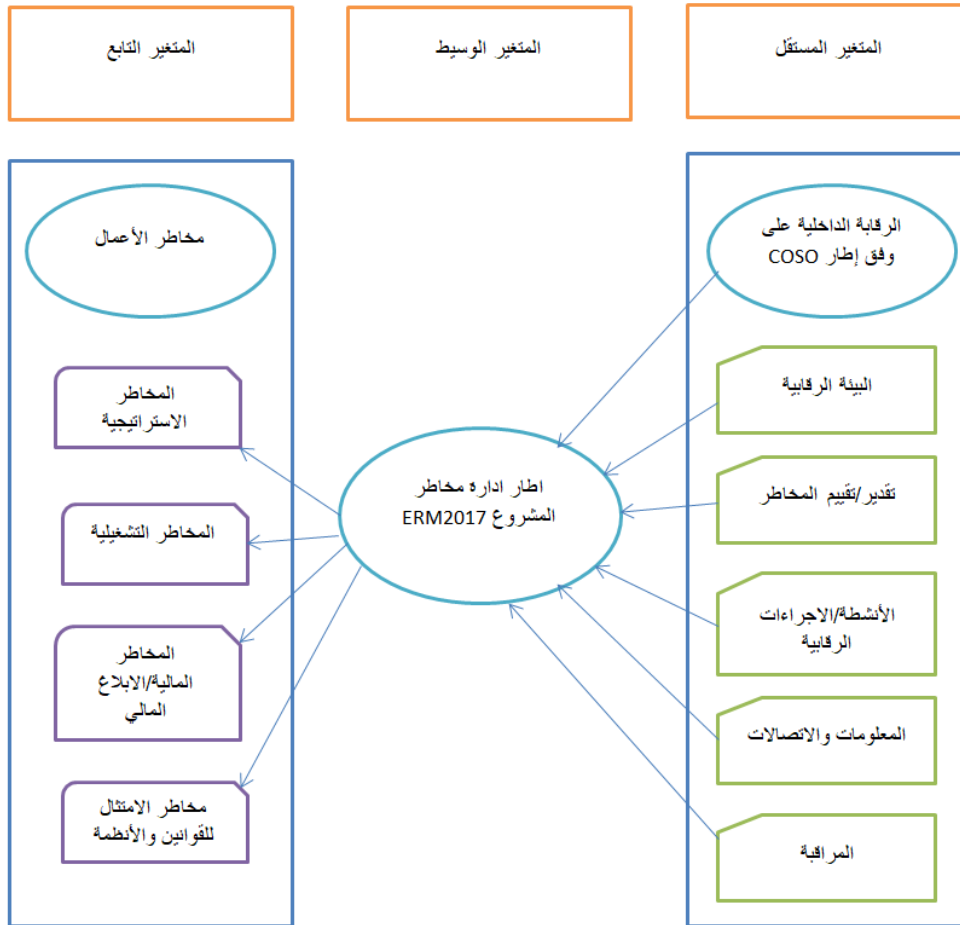 المتغير المستقل
المتغير الوسيط
المتغير التابع
الرقابة الداخلية على
وفق إطار COSO
البيئة الرقابية
تقدير/تقييم المخاطر
الأنشطة/الاجراءات
الرقابية
المعلومات والاتصالات
المراقبة
اطار ادارة مخاطر
المشروع ERM2017
مخاطر الأعمال
المخاطر
الاستراتيجية
المخاطر التشغيلية
المخاطر
المالية/الابلاغ
المالي
مخاطر الامتثال
للقوانين والأنظمة